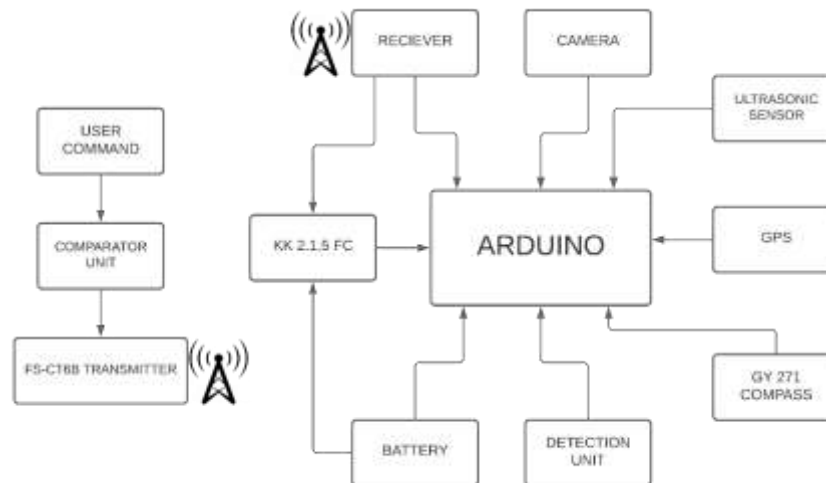 RECIEVER
CAMERA
ULTRASONIC
SENSOR
USER
COMMAND
COMPARATOR
UNIT
KK 2.1.5 FC
ARDUINO
GPS
FS-CT6B TRANSMITTER
GY 271
COMPASS
BATTERY
DETECTION
UNIT